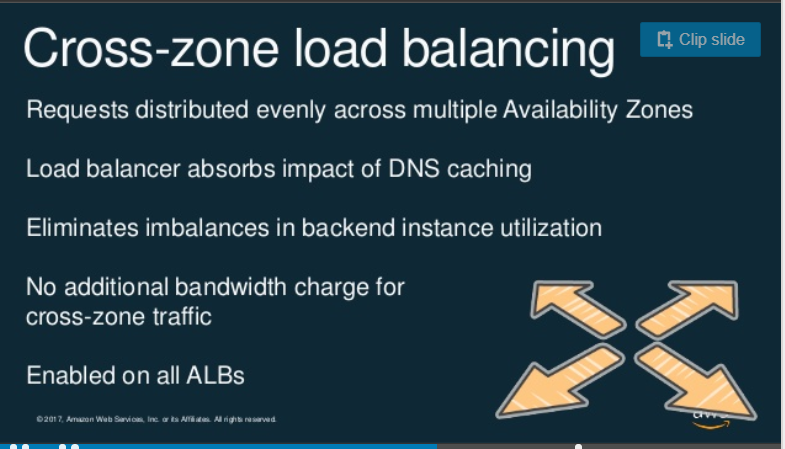 Cross-zone load balancing
Clip slide
Requests distributed evenly across multiple Availability Zones
Load balancer absorbs impact of DNS caching
Eliminates imbalances in backend instance utilization
No additional bandwidth charge for
cross-zone traffic
Enabled on all ALBs
©2017, Amazon Web Services, Inc. or its Affiliates. All rights reserved.